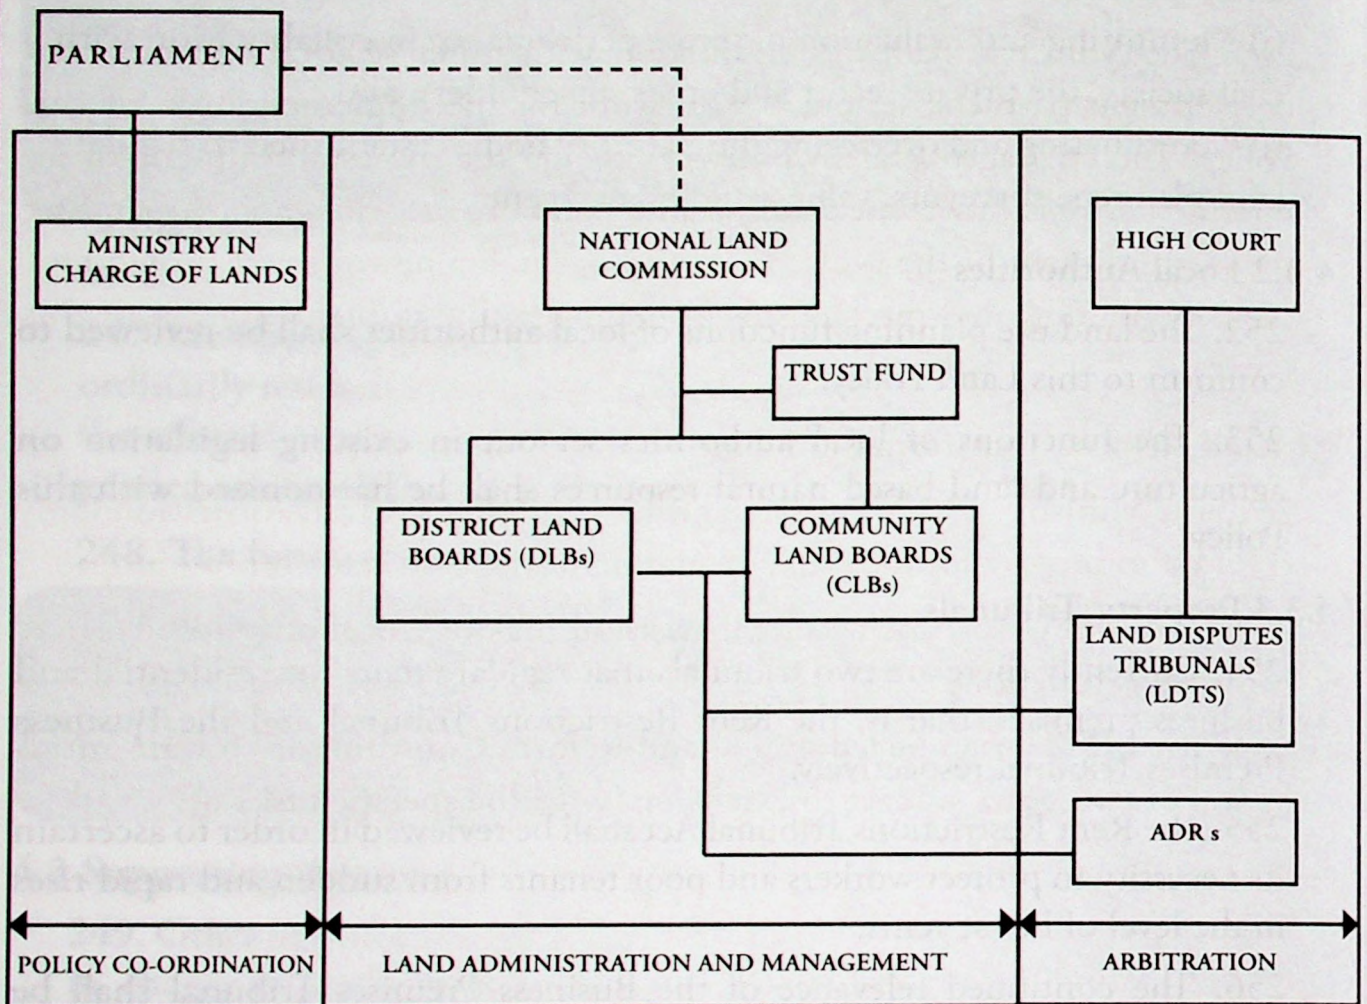 PARLIAMENT
MINISTRY IN
CHARGE OF LANDS
NATIONAL LAND
COMMISSION
HIGH COURT
TRUST FUND
DISTRICT LAND
BOARDS (DLBs)
COMMUNITY
LAND BOARDS
(CLBs)
LAND DISPUTES
TRIBUNALS
(LDTS)
ADR s
POLICY CO-ORDINATION
LAND ADMINISTRATION AND MANAGEMENT
ARBITRATION